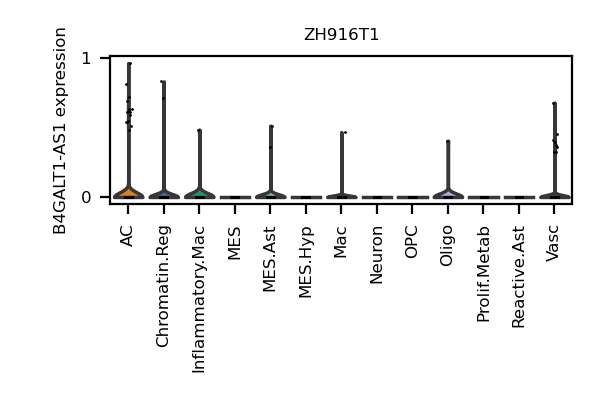 ZH916T1
B4GALT1-AS1 expression
1
0
AC
Chromatin.Reg
Inflammatory.Mac
MES
MES.Ast
MES.Hyp
Mac
Neuron
OPC
Oligo
Prolif.Metab
Reactive.Ast
Vasc